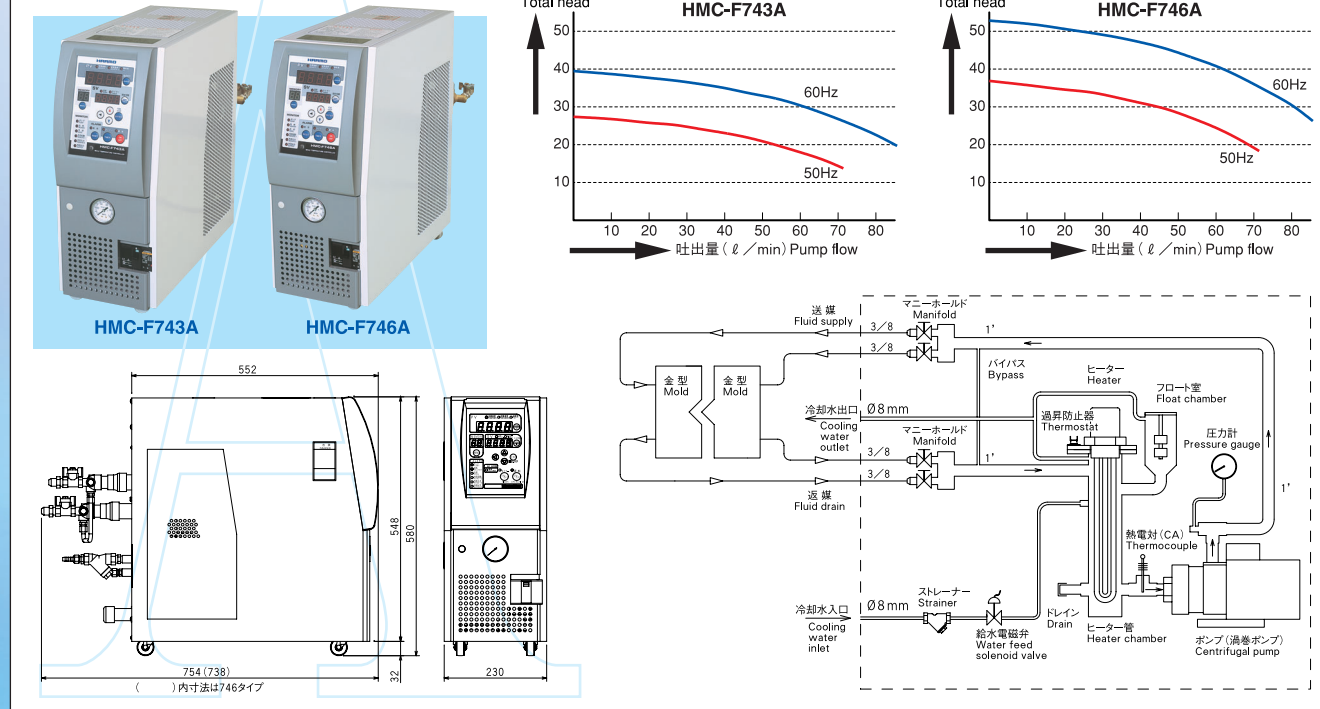 HARMO
HMC-F743A
HMC-F746A
Total head
HMC-F743A
50
40
30
20
10
60Hz
50Hz
10 20 30 40 50 60 70 80
吐出量(ℓ/min) Pump flow
Total head
HMC-F746A
50
40
30
20
10
60Hz
50Hz
10 20 30 40 50 60 70 80
吐出量(ℓ/min) Pump flow
552
548
580
32
754(738)
( )内寸法は746タイプ
230
送 媒
Fluid supply
マニーホールド
Manifold
3/8
3/8
1'
金 型
Mold
金 型
Mold
バイパス
Bypass
ヒーター
Heater
フロート室
Float chamber
冷却水出口
Cooling
water
outlet
Ø8mm
過昇防止器
Thermostat
圧力計
Pressure gauge
マニーホールド
Manifold
3/8
3/8
1'
1'
返 媒
Fluid drain
熱電対(CA)
Thermocouple
冷却水入口
Cooling
water
inlet
Ø8mm
ストレーナー
Strainer
給水電磁弁
Water feed
solenoid valve
ドレイン
Drain
ヒーター管
Heater chamber
ポンプ(渦巻ポンプ)
Centrifugal pump